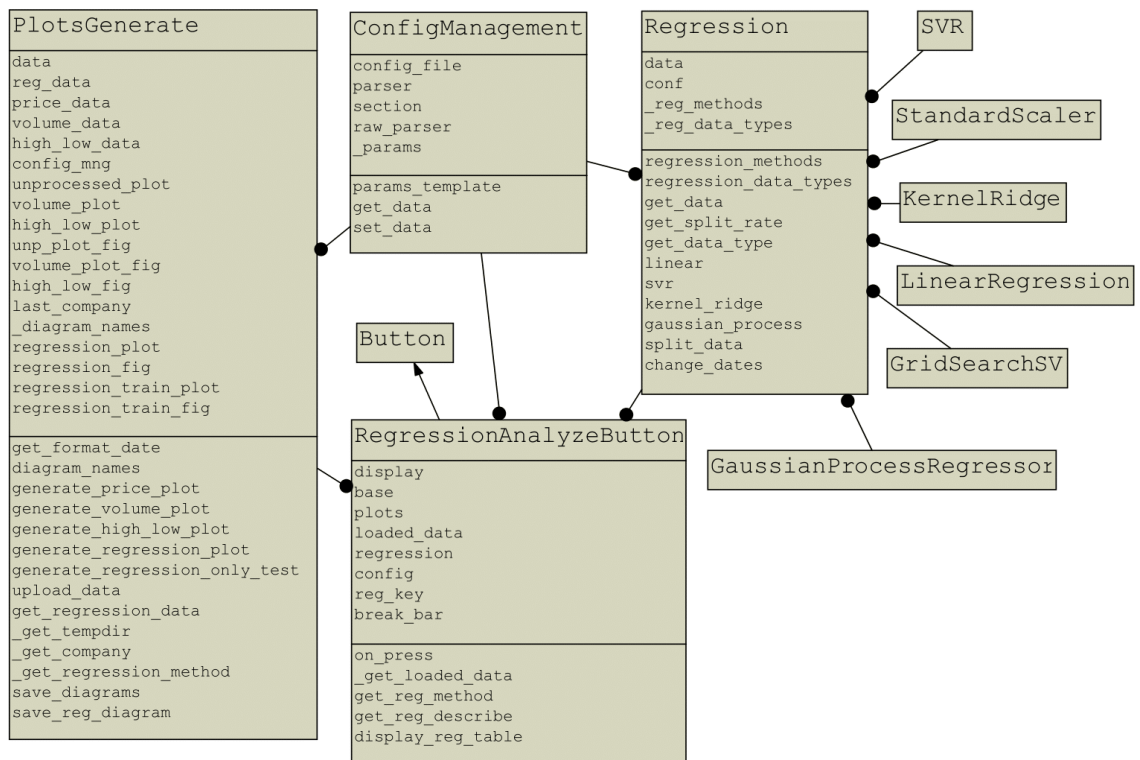 PlotsGenerate
data
reg_data
price_data
volume_data
high_low_data
config_mng
unprocessed_plot
volume_plot
high_low_plot
unp_plot_fig
volume_plot_fig
high_low_fig
last_company
_diagram_names
regression_plot
regression_fig
regression_train_plot
regression_train_fig
get_format_date
diagram_names
generate_price_plot
generate_volume_plot
generate_high_low_plot
generate_regression_plot
generate_regression_only_test
upload_data
get_regression_data
_get_tempdir
_get_company
_get_regression_method
save_diagrams
save_reg_diagram
ConfigManagement
config_file
parser
section
raw_parser
_params
params_template
get_data
set_data
Button
RegressionAnalyzeButton
display
base
plots
loaded_data
regression
config
reg_key
break_bar
on_press
_get_loaded_data
get_reg_method
get_reg_describe
display_reg_table
Regression
data
conf
_reg_methods
_reg_data_types
regression_methods
regression_data_types
get_data
get_split_rate
get_data_type
linear
svr
kernel_ridge
gaussian_process
split_data
change_dates
SVR
StandardScaler
KernelRidge
LinearRegression
GridSearchSV
GaussianProcessRegressor